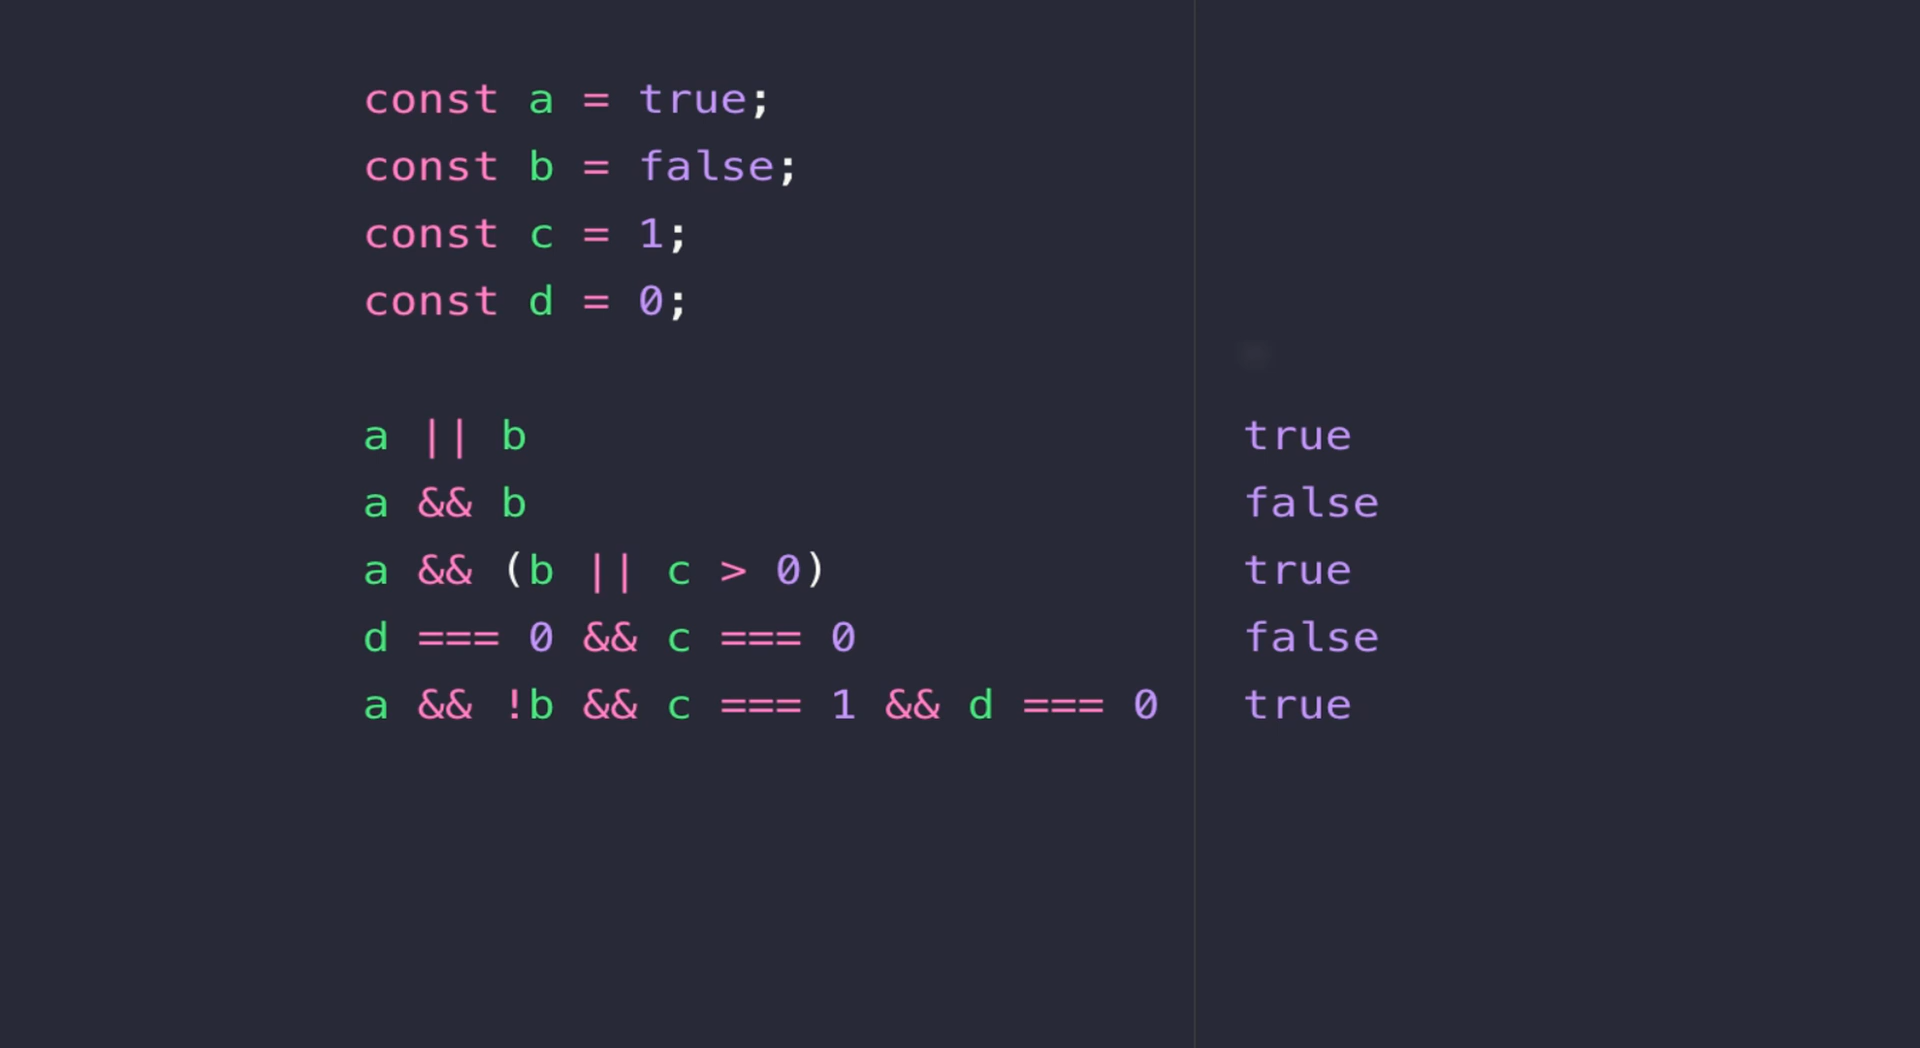 const a = true;
const b = false;
const c = 1;
const d = 0;
a || b true
a && b false
a && (b || c > 0) true
d === 0 && c === 0 false
a && !b && c === 1 && d === 0 true